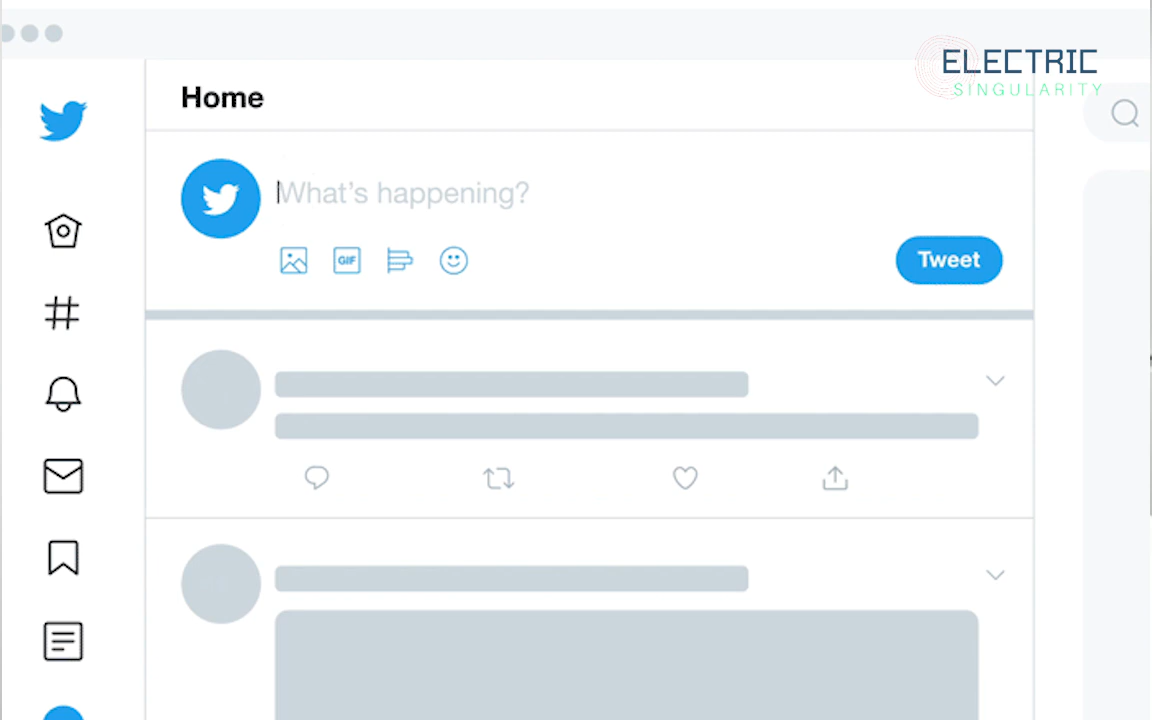 ELECTRIC
SINGULARITY
Home
What's happening?
GIF
Tweet